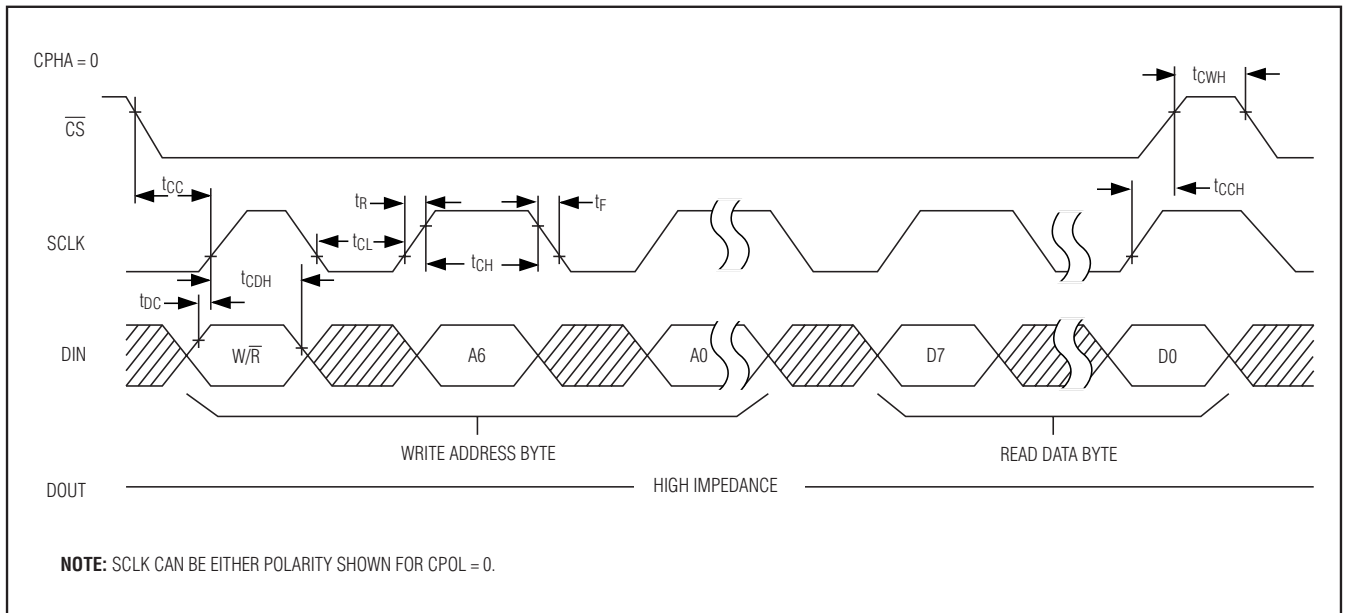 CPHA = 0
tCWH
CS
tCC
tCCH
tR
tF
SCLK
tCL
tCH
tCDH
tDC
DIN
W/R
A6
A0
D7
D0
WRITE ADDRESS BYTE
READ DATA BYTE
DOUT
HIGH IMPEDANCE
NOTE: SCLK CAN BE EITHER POLARITY SHOWN FOR CPOL = 0.